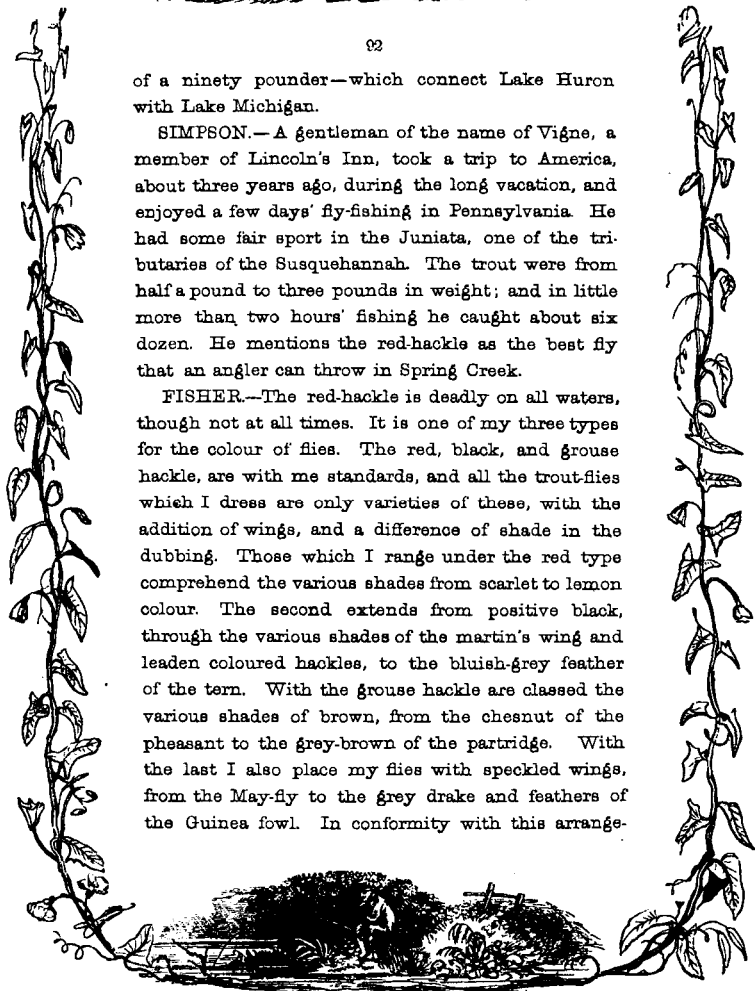 92
of a ninety pounder—which connect Lake Huron
with Lake Michigan.
SIMPSON.—A gentleman of the name of Vigne, a
member of Lincoln's Inn, took a trip to America,
about three years ago, during the long vacation, and
enjoyed a few days' fly-fishing in Pennsylvania. He
had some fair sport in the Juniata, one of the tri-
butaries of the Susquehannah. The trout were from
half a pound to three pounds in weight; and in little
more than two hours' fishing he caught about six
dozen. He mentions the red-hackle as the best fly
that an angler can throw in Spring Creek.
FISHER.—The red-hackle is deadly on all waters,
though not at all times. It is one of my three types
for the colour of flies. The red, black, and grouse
hackle, are with me standards, and all the trout-flies
which I dress are only varieties of these, with the
addition of wings, and a difference of shade in the
dubbing. Those which I range under the red type
comprehend the various shades from scarlet to lemon
colour. The second extends from positive black,
through the various shades of the martin's wing and
leaden coloured hackles, to the bluish-grey feather
of the tern. With the grouse hackle are classed the
various shades of brown, from the chesnut of the
pheasant to the grey-brown of the partridge. With
the last I also place my flies with speckled wings,
from the May-fly to the grey drake and feathers of
the Guinea fowl. In conformity with this arrange-